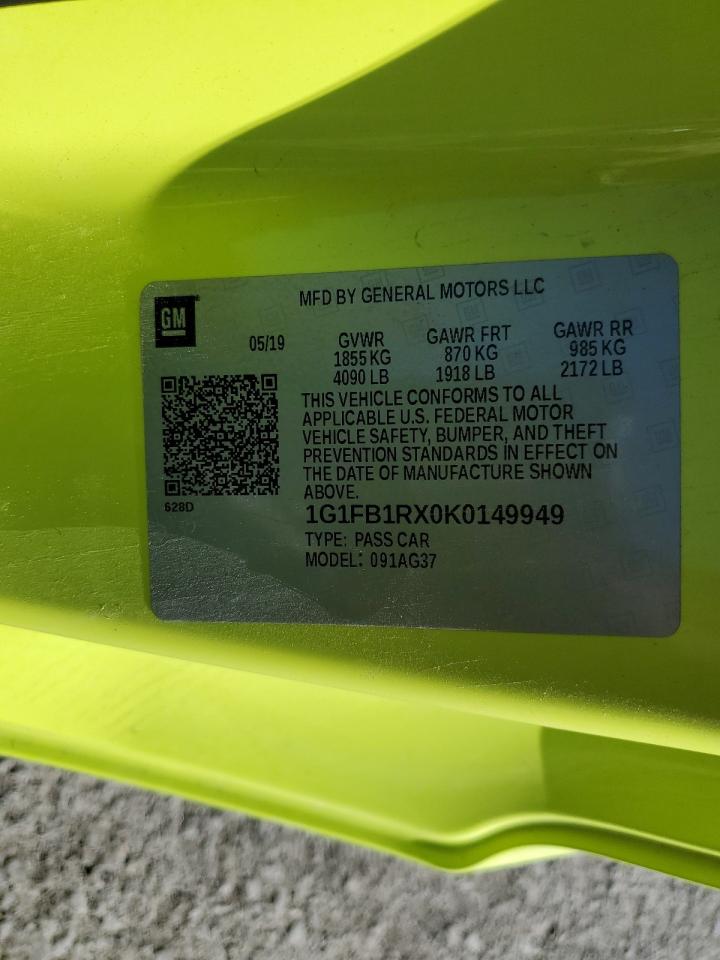 MFD BY GENERAL MOTORS LLC
GM
05/19 GVWR GAWR FRT GAWR RR
1855 KG 870 KG 985 KG
4090 LB 1918 LB 2172 LB
THIS VEHICLE CONFORMS TO ALL
APPLICABLE U.S. FEDERAL MOTOR
VEHICLE SAFETY, BUMPER, AND THEFT
PREVENTION STANDARDS IN EFFECT ON
THE DATE OF MANUFACTURE SHOWN
ABOVE.
628D
1G1FB1RX0K0149949
TYPE: PASS CAR
MODEL: 091AG37